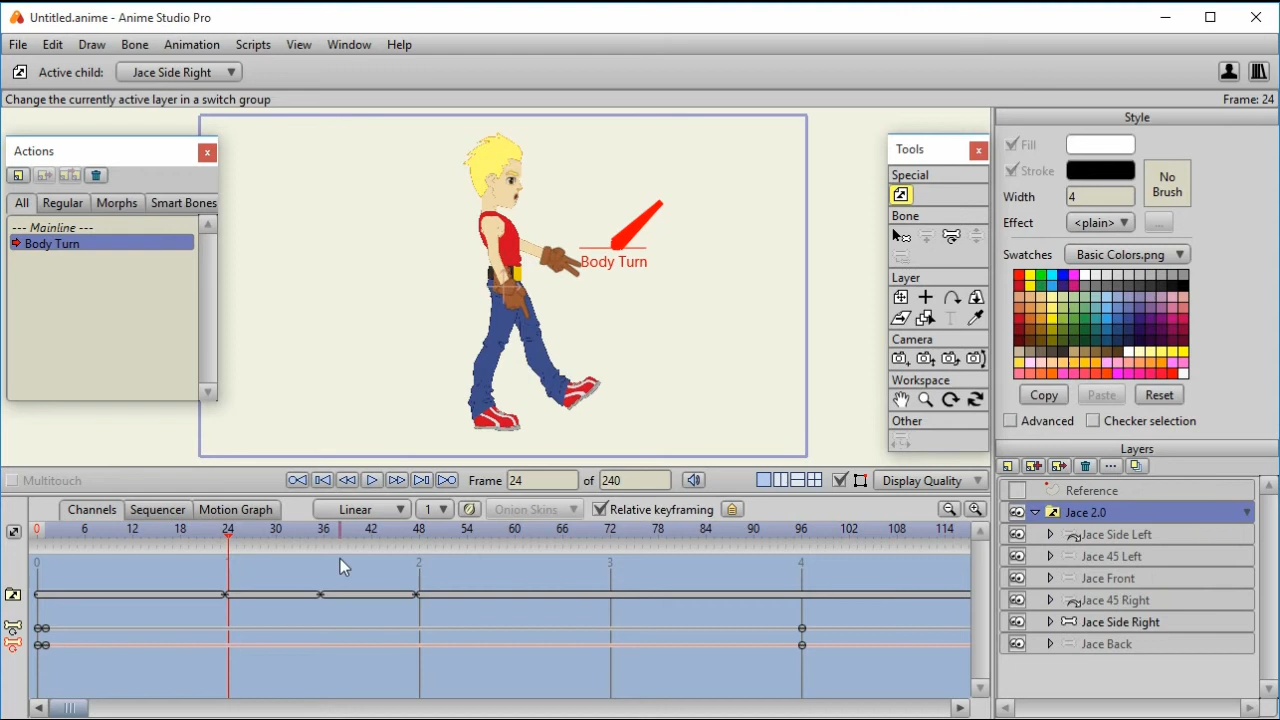 Untitled.anime - Anime Studio Pro
File Edit Draw Bone Animation Scripts View Window Help
Active child: Jace Side Right
Change the currently active layer in a switch group Frame: 24
Actions
All Regular Morphs Smart Bones
--- Mainline ---
Body Turn
Body Turn
Tools
Special
Bone
Layer
Camera
Workspace
Other
Style
Fill
Stroke
No Brush
Width 4
Effect <plain> ...
Swatches Basic Colors.png
Copy Paste Reset
Advanced Checker selection
Multitouch Frame 24 of 240 Display Quality
Channels Sequencer Motion Graph Linear 1 Onion Skins Relative keyframing
0 6 12 18 24 30 36 42 48 54 60 66 72 78 84 90 96 102 108 114
0 1 2 3 4
Layers
Reference
Jace 2.0
Jace Side Left
Jace 45 Left
Jace Front
Jace 45 Right
Jace Side Right
Jace Back